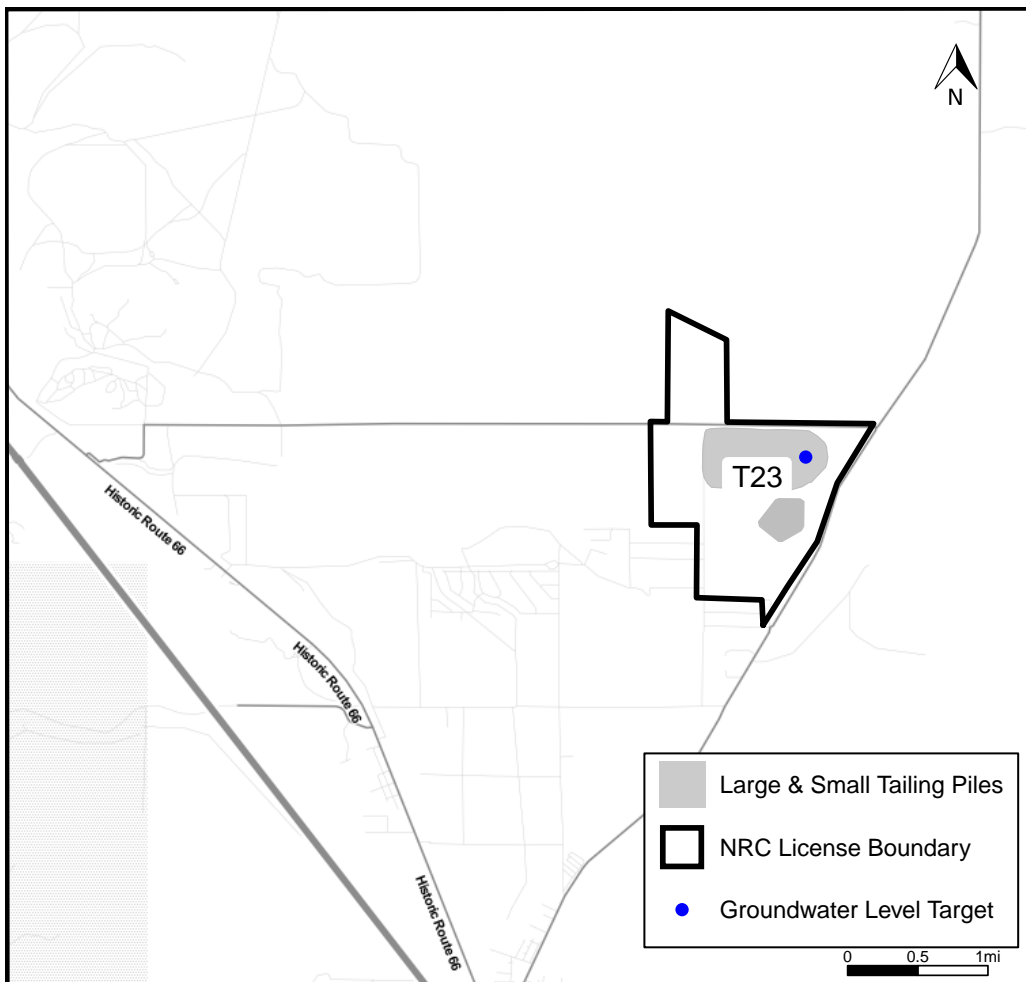 N
T23
Historic Route 66
Historic Route 66
Historic Route 66
Large & Small Tailing Piles
NRC License Boundary
Groundwater Level Target
0 0.5 1mi